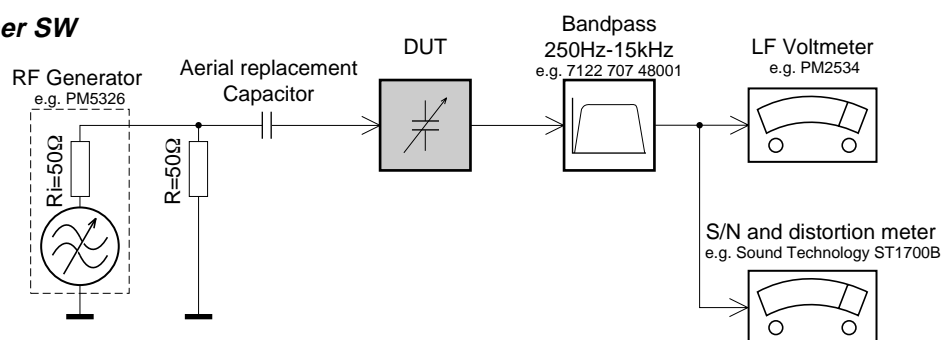 er SW
RF Generator
e.g. PM5326
Ri=50Ω
R=50Ω
Aerial replacement
Capacitor
DUT
Bandpass
250Hz-15kHz
e.g. 7122 707 48001
LF Voltmeter
e.g. PM2534
S/N and distortion meter
e.g. Sound Technology ST1700B